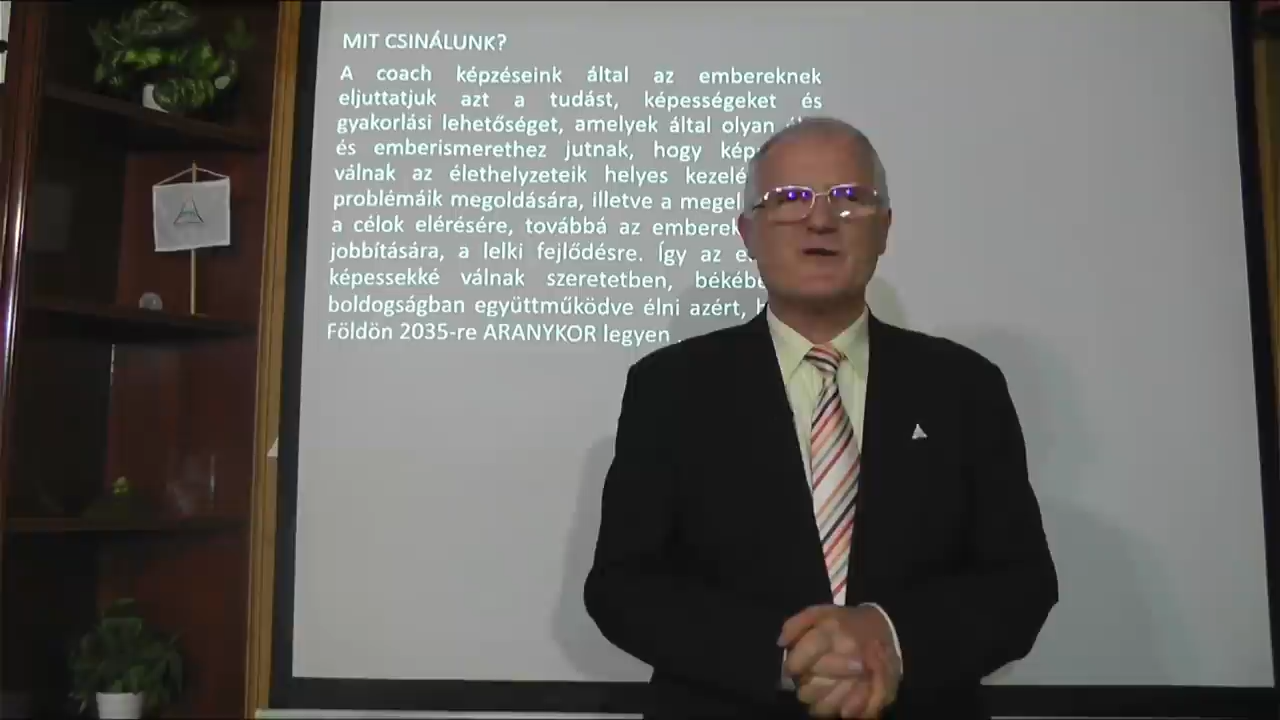 MIT CSINÁLUNK?
A coach képzéseink által az embereknek
eljuttatjuk azt a tudást, képességeket és
gyakorlási lehetőséget, amelyek által olyan
és emberismerethez jutnak, hogy
válnak az élethelyzeteik helyes
problémáik megoldására, illetve a
a célok elérésére, továbbá az
jobbítására, a lelki fejlődésre. Így az
képessekké válnak szeretetben,
boldogságban együttműködve élni azért,
Földön 2035-re ARANYKOR legyen .